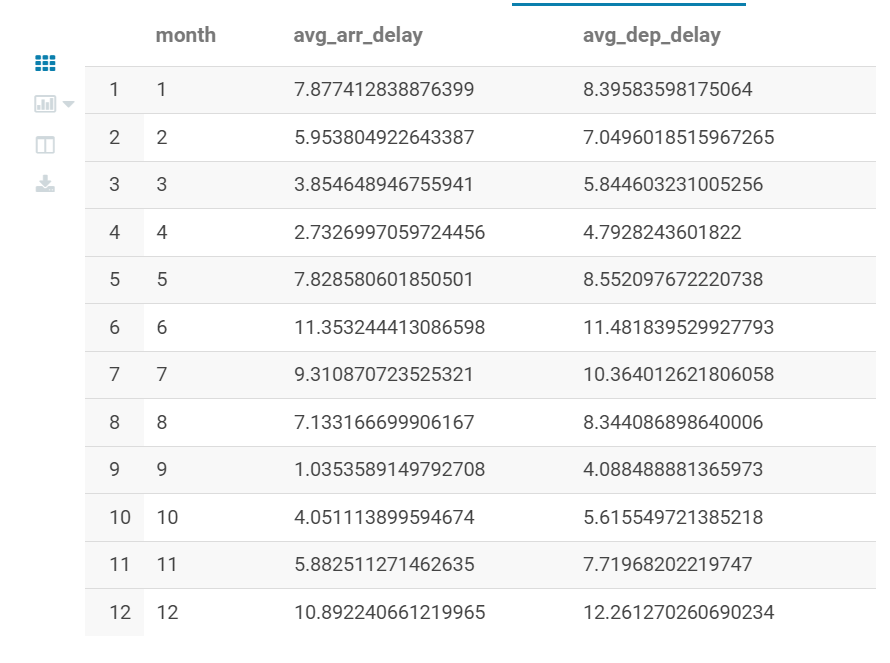 month avg_arr_delay avg_dep_delay
1 1 7.877412838876399 8.39583598175064
2 2 5.953804922643387 7.0496018515967265
3 3 3.854648946755941 5.844603231005256
4 4 2.7326997059724456 4.7928243601822
5 5 7.828580601850501 8.552097672220738
6 6 11.353244413086598 11.481839529927793
7 7 9.310870723525321 10.364012621806058
8 8 7.133166699906167 8.344086898640006
9 9 1.0353589149792708 4.088488881365973
10 10 4.051113899594674 5.615549721385218
11 11 5.882511271462635 7.71968202219747
12 12 10.892240661219965 12.261270260690234